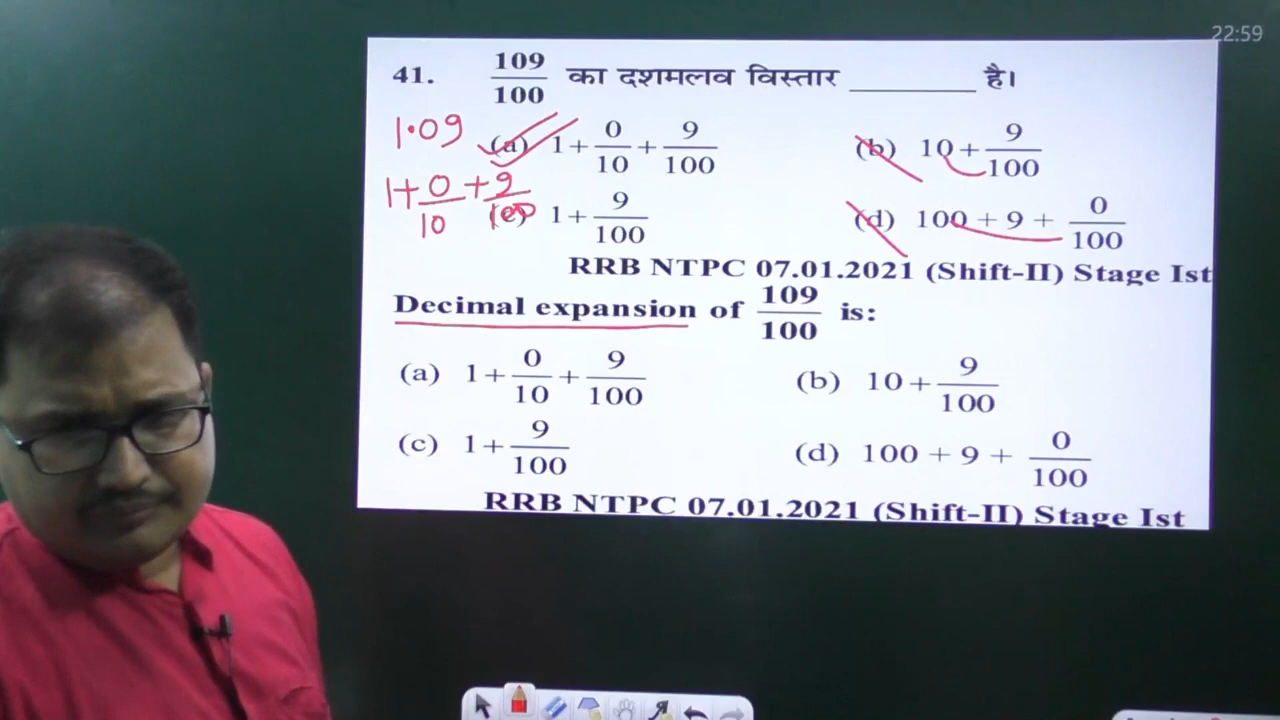 22:59
41. 109/100 का दशमलव विस्तार ________ है।
1.09
(a) 1 + 0/10 + 9/100 (b) 10 + 9/100
1 + 0/10 + 9/100
1 + 9/100 (d) 100 + 9 + 0/100
RRB NTPC 07.01.2021 (Shift-II) Stage Ist
Decimal expansion of 109/100 is:
(a) 1 + 0/10 + 9/100 (b) 10 + 9/100
(c) 1 + 9/100 (d) 100 + 9 + 0/100
RRB NTPC 07.01.2021 (Shift-II) Stage Ist